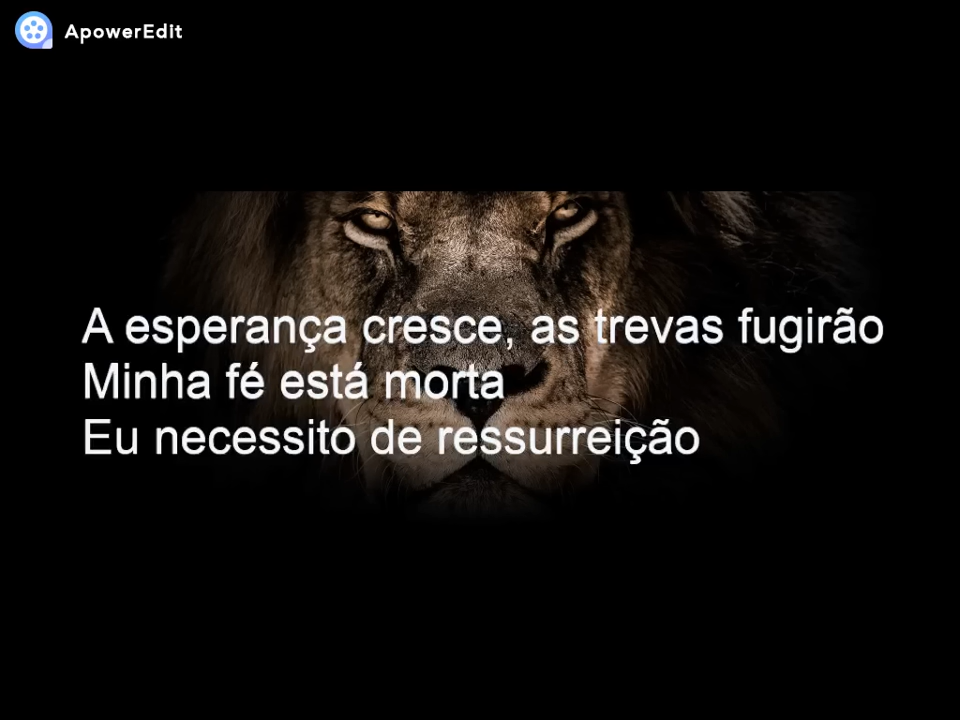 ApowerEdit
A esperança cresce, as trevas fugirão
Minha fé está morta
Eu necessito de ressurreição